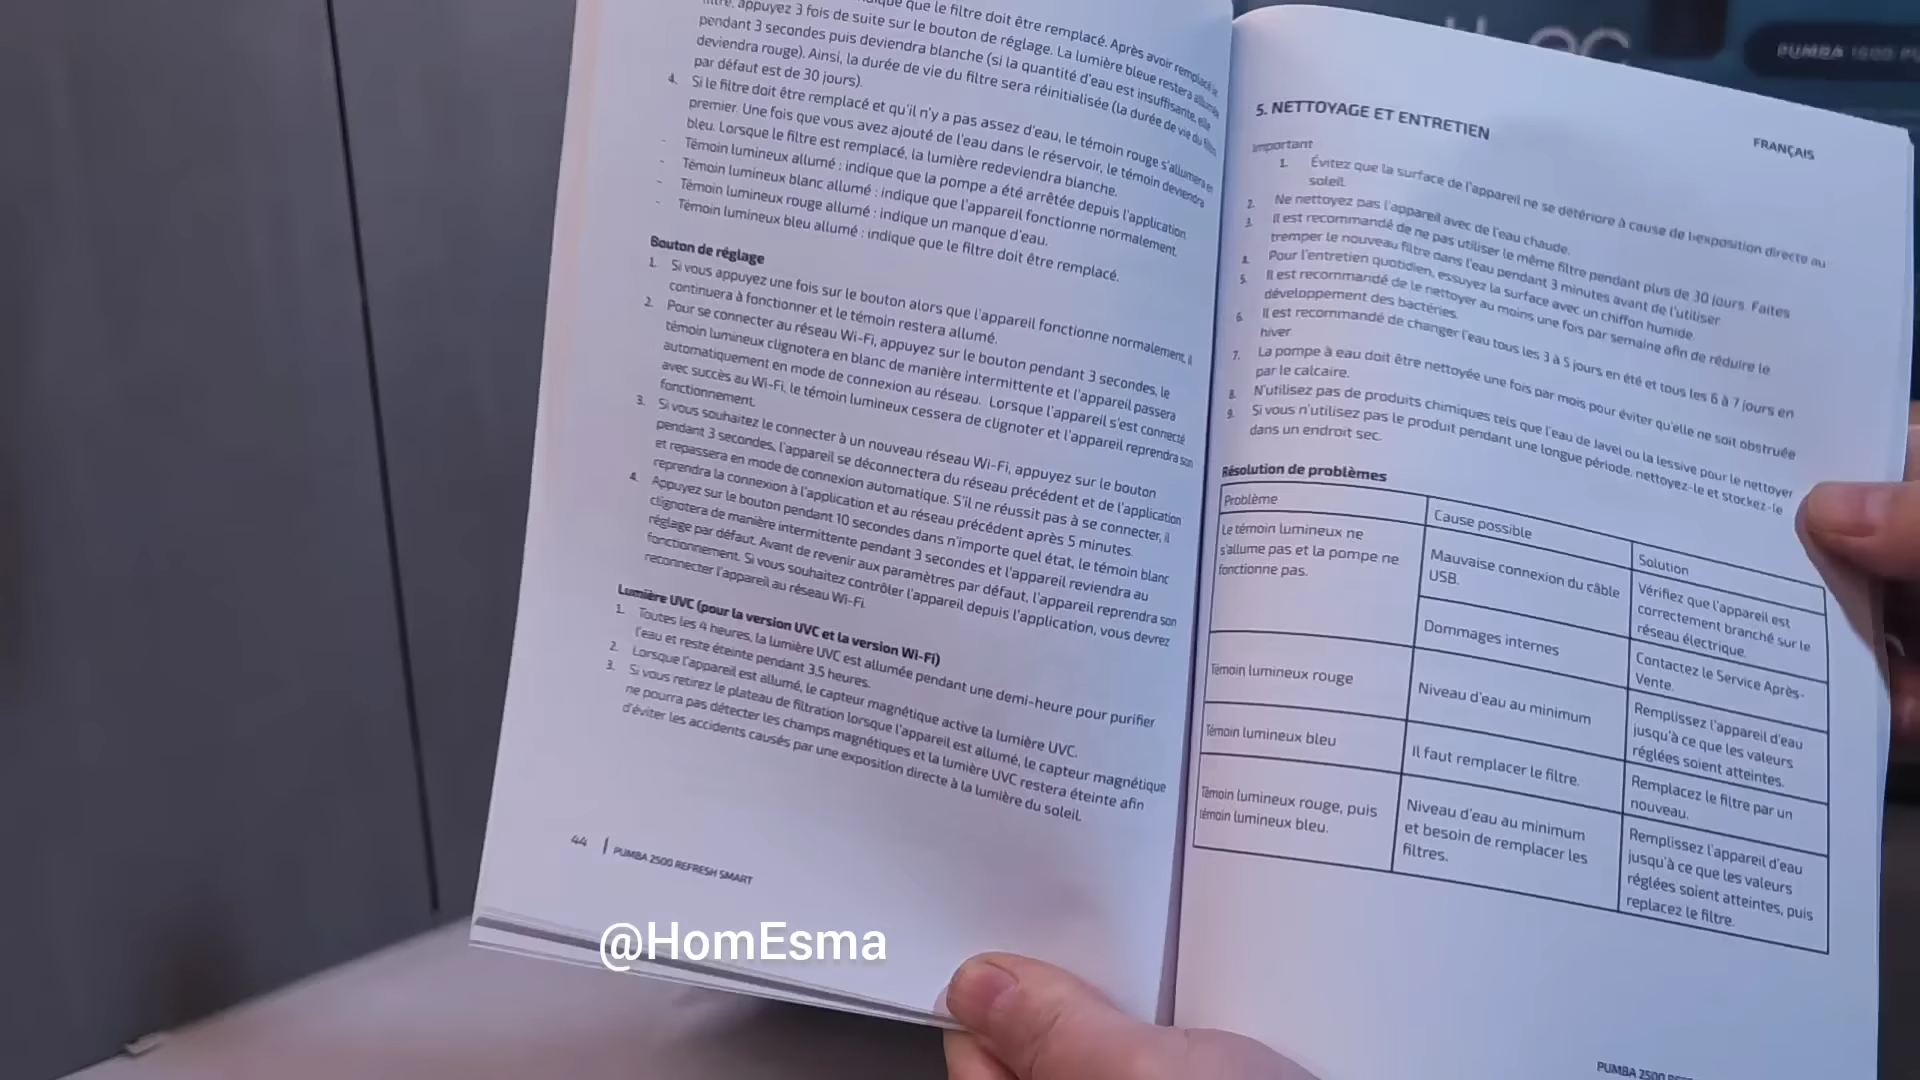 que le filtre doit être remplacé. Après avoir remplacé le
filtre, appuyez 3 fois de suite sur le bouton de réglage. La lumière bleue restera allumée
pendant 3 secondes puis deviendra blanche (si la quantité d'eau est insuffisante, elle
deviendra rouge). Ainsi, la durée de vie du filtre sera réinitialisée (la durée de vie du filtre
par défaut est de 30 jours).
4. Si le filtre doit être remplacé et qu'il n'y a pas assez d'eau, le témoin rouge s'allumera en
premier. Une fois que vous avez ajouté de l'eau dans le réservoir, le témoin deviendra
bleu. Lorsque le filtre est remplacé, la lumière redeviendra blanche.
- Témoin lumineux allumé : indique que la pompe a été arrêtée depuis l'application.
- Témoin lumineux blanc allumé : indique que l'appareil fonctionne normalement.
- Témoin lumineux rouge allumé : indique un manque d'eau.
- Témoin lumineux bleu allumé : indique que le filtre doit être remplacé.
Bouton de réglage
1. Si vous appuyez une fois sur le bouton alors que l'appareil fonctionne normalement, il
continuera à fonctionner et le témoin restera allumé.
2. Pour se connecter au réseau Wi-Fi, appuyez sur le bouton pendant 3 secondes, le
témoin lumineux clignotera en blanc de manière intermittente et l'appareil passera
automatiquement en mode de connexion au réseau. Lorsque l'appareil s'est connecté
avec succès au Wi-Fi, le témoin lumineux cessera de clignoter et l'appareil reprendra son
fonctionnement.
3. Si vous souhaitez le connecter à un nouveau réseau Wi-Fi, appuyez sur le bouton
pendant 3 secondes, l'appareil se déconnectera du réseau précédent et de l'application
et repassera en mode de connexion automatique. S'il ne réussit pas à se connecter, il
reprendra la connexion à l'application et au réseau précédent après 5 minutes.
4. Appuyez sur le bouton pendant 10 secondes dans n'importe quel état, le témoin blanc
clignotera de manière intermittente pendant 3 secondes et l'appareil reviendra au
réglage par défaut. Avant de revenir aux paramètres par défaut, l'appareil reprendra son
fonctionnement. Si vous souhaitez contrôler l'appareil depuis l'application, vous devrez
reconnecter l'appareil au réseau Wi-Fi.
Lumière UVC (pour la version UVC et la version Wi-Fi)
1. Toutes les 4 heures, la lumière UVC est allumée pendant une demi-heure pour purifier
l'eau et reste éteinte pendant 3,5 heures.
2. Lorsque l'appareil est allumé, le capteur magnétique active la lumière UVC.
3. Si vous retirez le plateau de filtration lorsque l'appareil est allumé, le capteur magnétique
ne pourra pas détecter les champs magnétiques et la lumière UVC restera éteinte afin
d'éviter les accidents causés par une exposition directe à la lumière du soleil.
44 | PUMBA 2500 REFRESH SMART
5. NETTOYAGE ET ENTRETIEN
FRANÇAIS
Important
1. Évitez que la surface de l'appareil ne se détériore à cause de l'exposition directe au
soleil.
2. Ne nettoyez pas l'appareil avec de l'eau chaude.
3. Il est recommandé de ne pas utiliser le même filtre pendant plus de 30 jours. Faites
tremper le nouveau filtre dans l'eau pendant 3 minutes avant de l'utiliser.
4. Pour l'entretien quotidien, essuyez la surface avec un chiffon humide.
5. Il est recommandé de le nettoyer au moins une fois par semaine afin de réduire le
développement des bactéries.
6. Il est recommandé de changer l'eau tous les 3 à 5 jours en été et tous les 6 à 7 jours en
hiver.
7. La pompe à eau doit être nettoyée une fois par mois pour éviter qu'elle ne soit obstruée
par le calcaire.
8. N'utilisez pas de produits chimiques tels que l'eau de Javel ou la lessive pour le nettoyer
9. Si vous n'utilisez pas le produit pendant une longue période, nettoyez-le et stockez-le
dans un endroit sec.
Résolution de problèmes
Problème
Cause possible
Solution
Le témoin lumineux ne
s'allume pas et la pompe ne
fonctionne pas.
Mauvaise connexion du câble
USB.
Vérifiez que l'appareil est
correctement branché sur le
réseau électrique.
Dommages internes
Contactez le Service Après-
Vente.
Témoin lumineux rouge
Niveau d'eau au minimum
Remplissez l'appareil d'eau
jusqu'à ce que les valeurs
réglées soient atteintes.
Témoin lumineux bleu
Il faut remplacer le filtre.
Remplacez le filtre par un
nouveau.
Témoin lumineux rouge, puis
témoin lumineux bleu.
Niveau d'eau au minimum
et besoin de remplacer les
filtres.
Remplissez l'appareil d'eau
jusqu'à ce que les valeurs
réglées soient atteintes, puis
replacez le filtre.
PUMBA 2500
@HomEsma